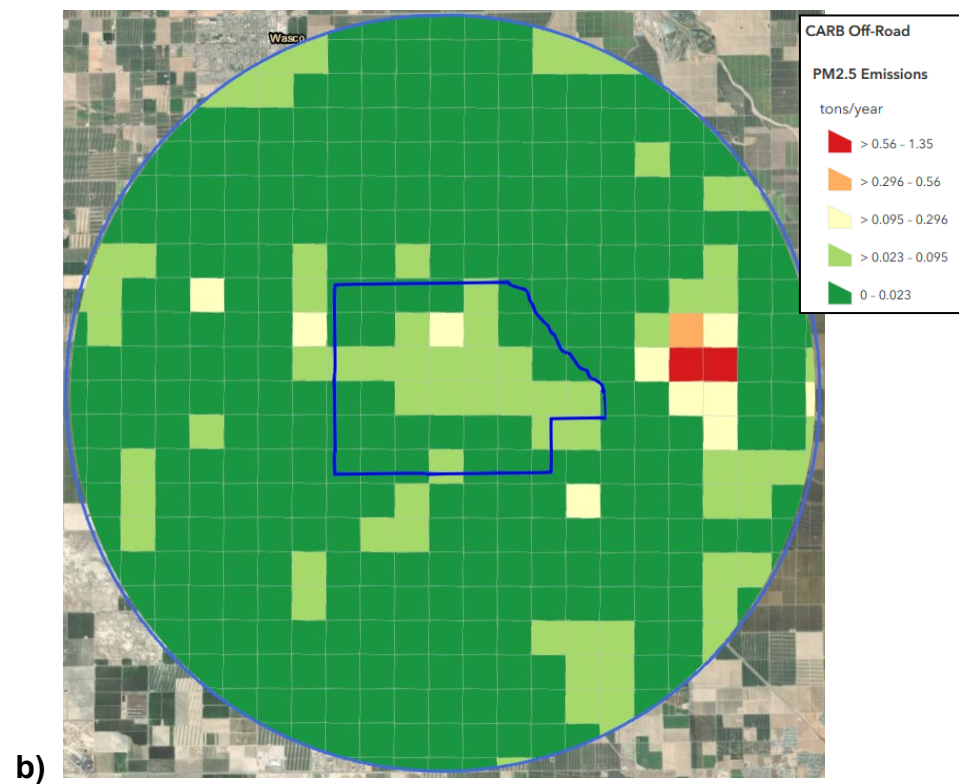 Wasco
CARB Off-Road
PM2.5 Emissions
tons/year
> 0.56 – 1.35
> 0.296 – 0.56
> 0.095 – 0.296
> 0.023 – 0.095
0 – 0.023
b)